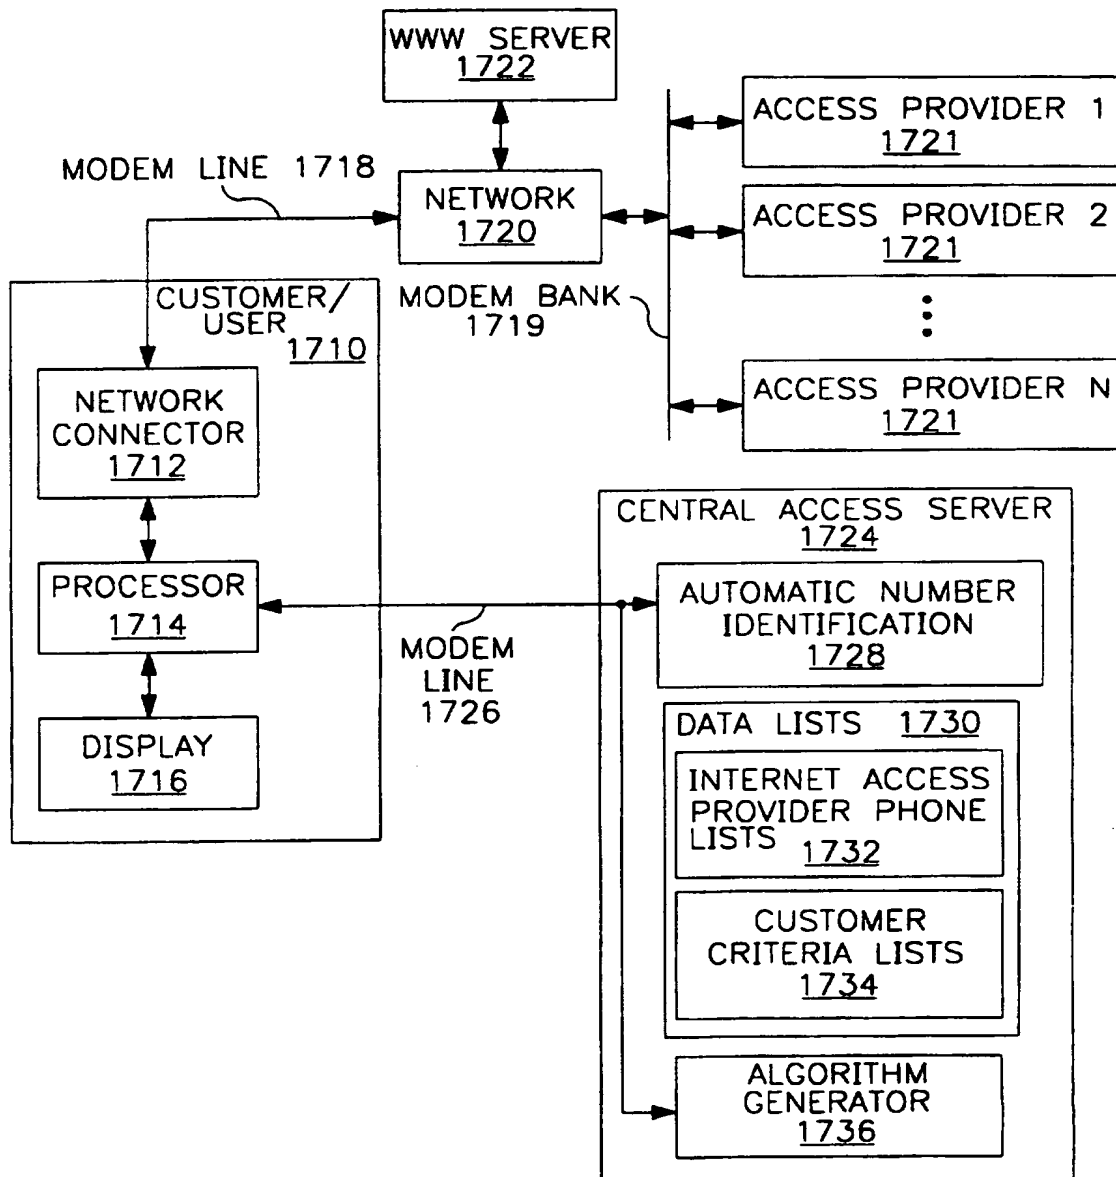 WWW SERVER
1722
ACCESS PROVIDER 1
1721
MODEM LINE 1718
NETWORK
1720
ACCESS PROVIDER 2
1721
MODEM BANK
1719
ACCESS PROVIDER N
1721
CUSTOMER/
USER
1710
NETWORK
CONNECTOR
1712
PROCESSOR
1714
DISPLAY
1716
MODEM
LINE
1726
CENTRAL ACCESS SERVER
1724
AUTOMATIC NUMBER
IDENTIFICATION
1728
DATA LISTS 1730
INTERNET ACCESS
PROVIDER PHONE
LISTS 1732
CUSTOMER
CRITERIA LISTS
1734
ALGORITHM
GENERATOR
1736